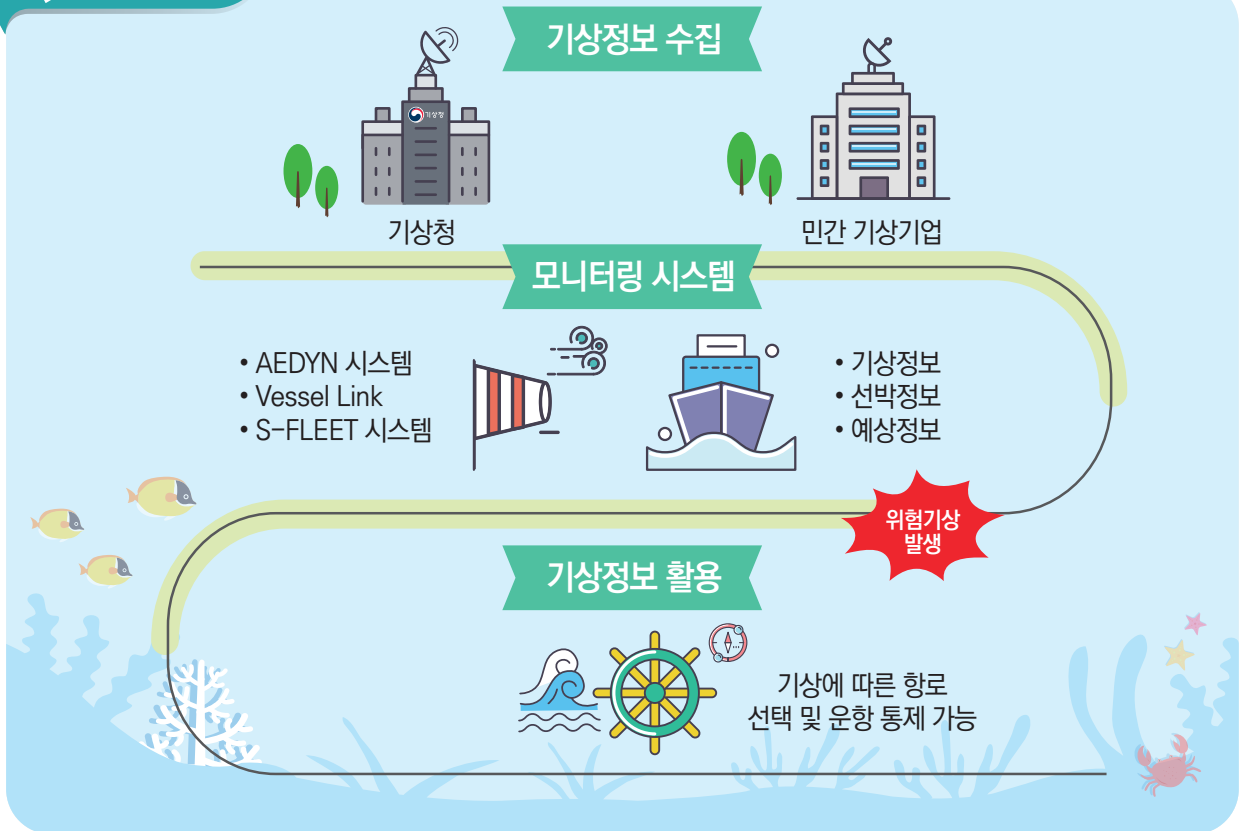 기상정보 수집
기상청
기상청
민간 기상기업
모니터링 시스템
• AEDYN 시스템
• Vessel Link
• S-FLEET 시스템
• 기상정보
• 선박정보
• 예상정보
위험기상
발생
기상정보 활용
기상에 따른 항로
선택 및 운항 통제 가능